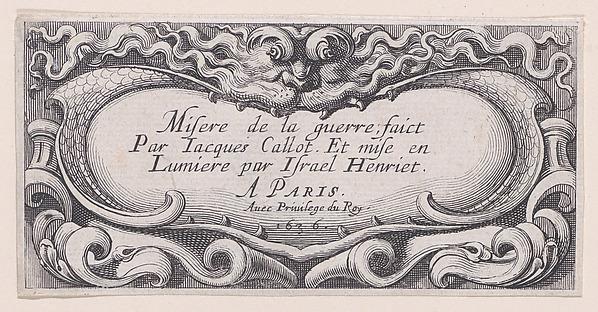 Miſere de la guerre, faict
Par Iacques Callot. Et miſe en
Lumiere par Iſrael Henriet.
A PARIS.
Auec Priuilege du Roy.
1636.